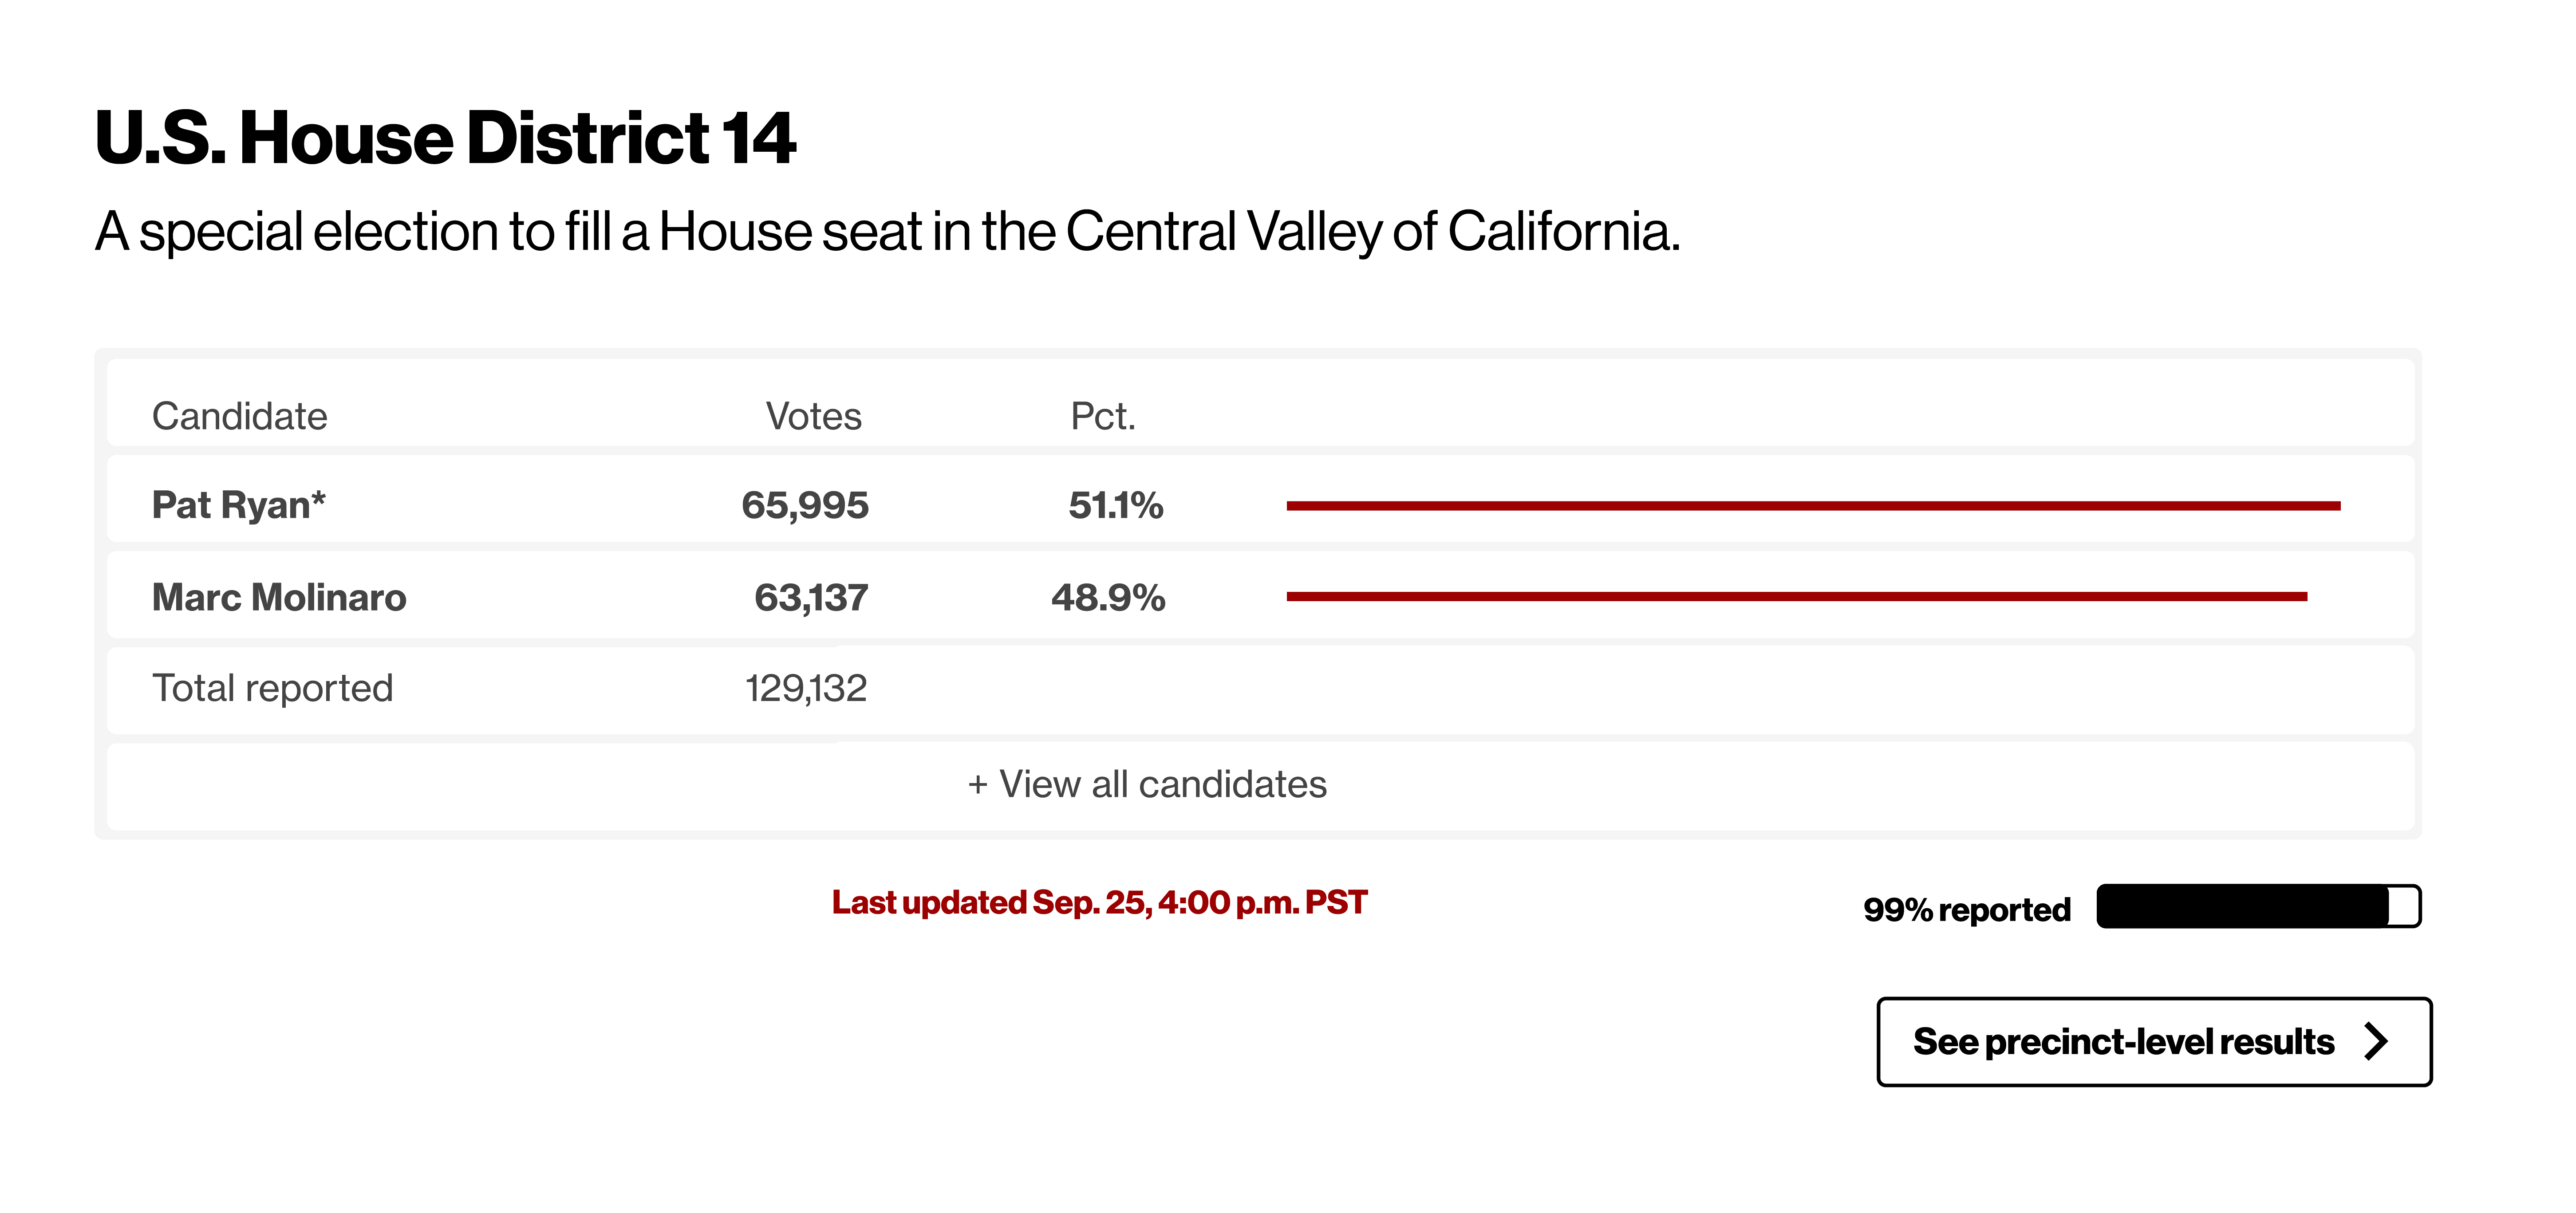 U.S. House District 14
A special election to fill a House seat in the Central Valley of California.
Candidate Votes Pct.
Pat Ryan* 65,995 51.1%
Marc Molinaro 63,137 48.9%
Total reported 129,132
+ View all candidates
Last updated Sep. 25, 4:00 p.m. PST
99% reported
See precinct-level results